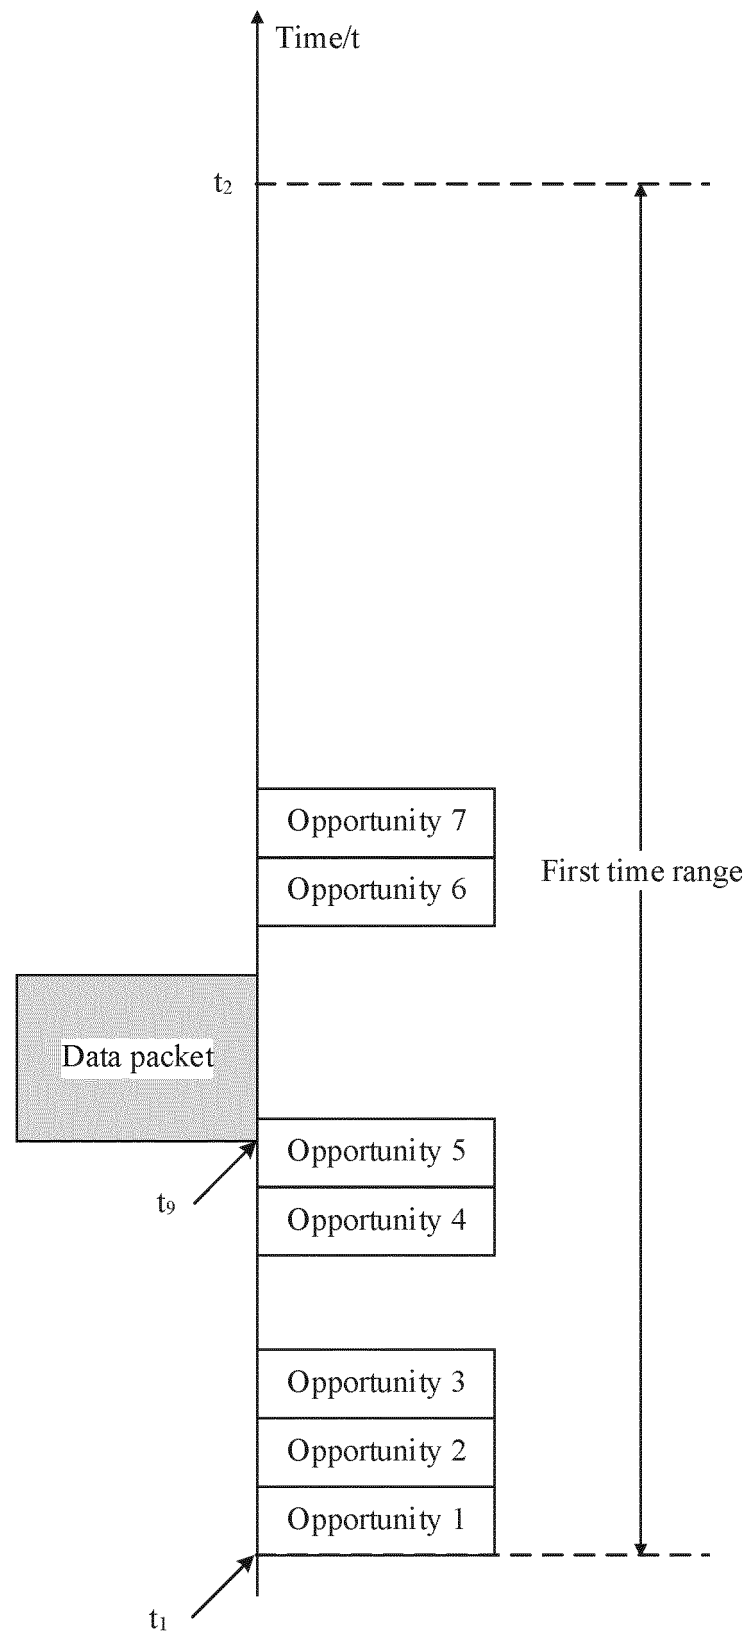 Time/t
t₂
Opportunity 7
First time range
Opportunity 6
Data packet
Opportunity 5
t₉
Opportunity 4
Opportunity 3
Opportunity 2
Opportunity 1
t₁